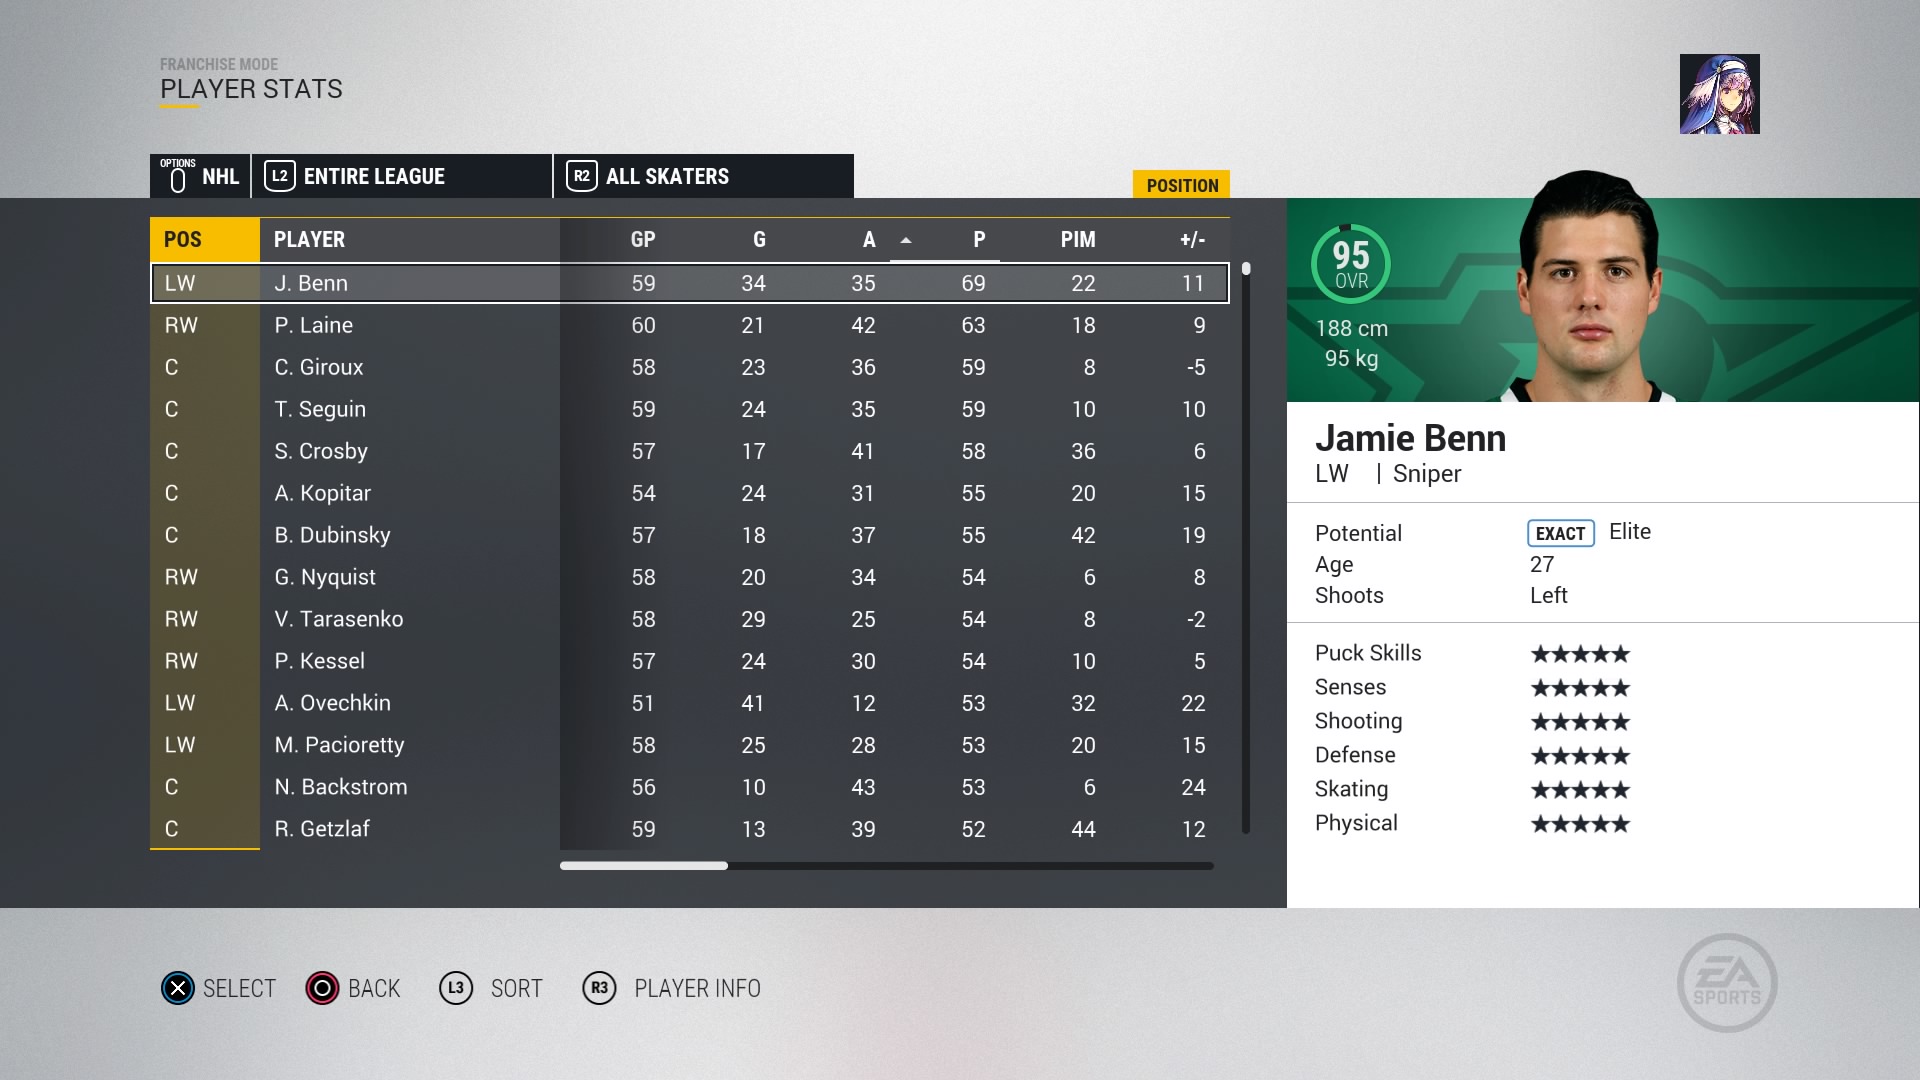 FRANCHISE MODE
PLAYER STATS
OPTIONS NHL L2 ENTIRE LEAGUE R2 ALL SKATERS
POSITION
POS PLAYER GP G A P PIM +/-
LW J. Benn 59 34 35 69 22 11
RW P. Laine 60 21 42 63 18 9
C C. Giroux 58 23 36 59 8 -5
C T. Seguin 59 24 35 59 10 10
C S. Crosby 57 17 41 58 36 6
C A. Kopitar 54 24 31 55 20 15
C B. Dubinsky 57 18 37 55 42 19
RW G. Nyquist 58 20 34 54 6 8
RW V. Tarasenko 58 29 25 54 8 -2
RW P. Kessel 57 24 30 54 10 5
LW A. Ovechkin 51 41 12 53 32 22
LW M. Pacioretty 58 25 28 53 20 15
C N. Backstrom 56 10 43 53 6 24
C R. Getzlaf 59 13 39 52 44 12
95
OVR
188 cm
95 kg
Jamie Benn
LW | Sniper
Potential EXACT Elite
Age 27
Shoots Left
Puck Skills ★★★★★
Senses ★★★★★
Shooting ★★★★★
Defense ★★★★★
Skating ★★★★★
Physical ★★★★★
SELECT BACK L3 SORT R3 PLAYER INFO
EA
SPORTS